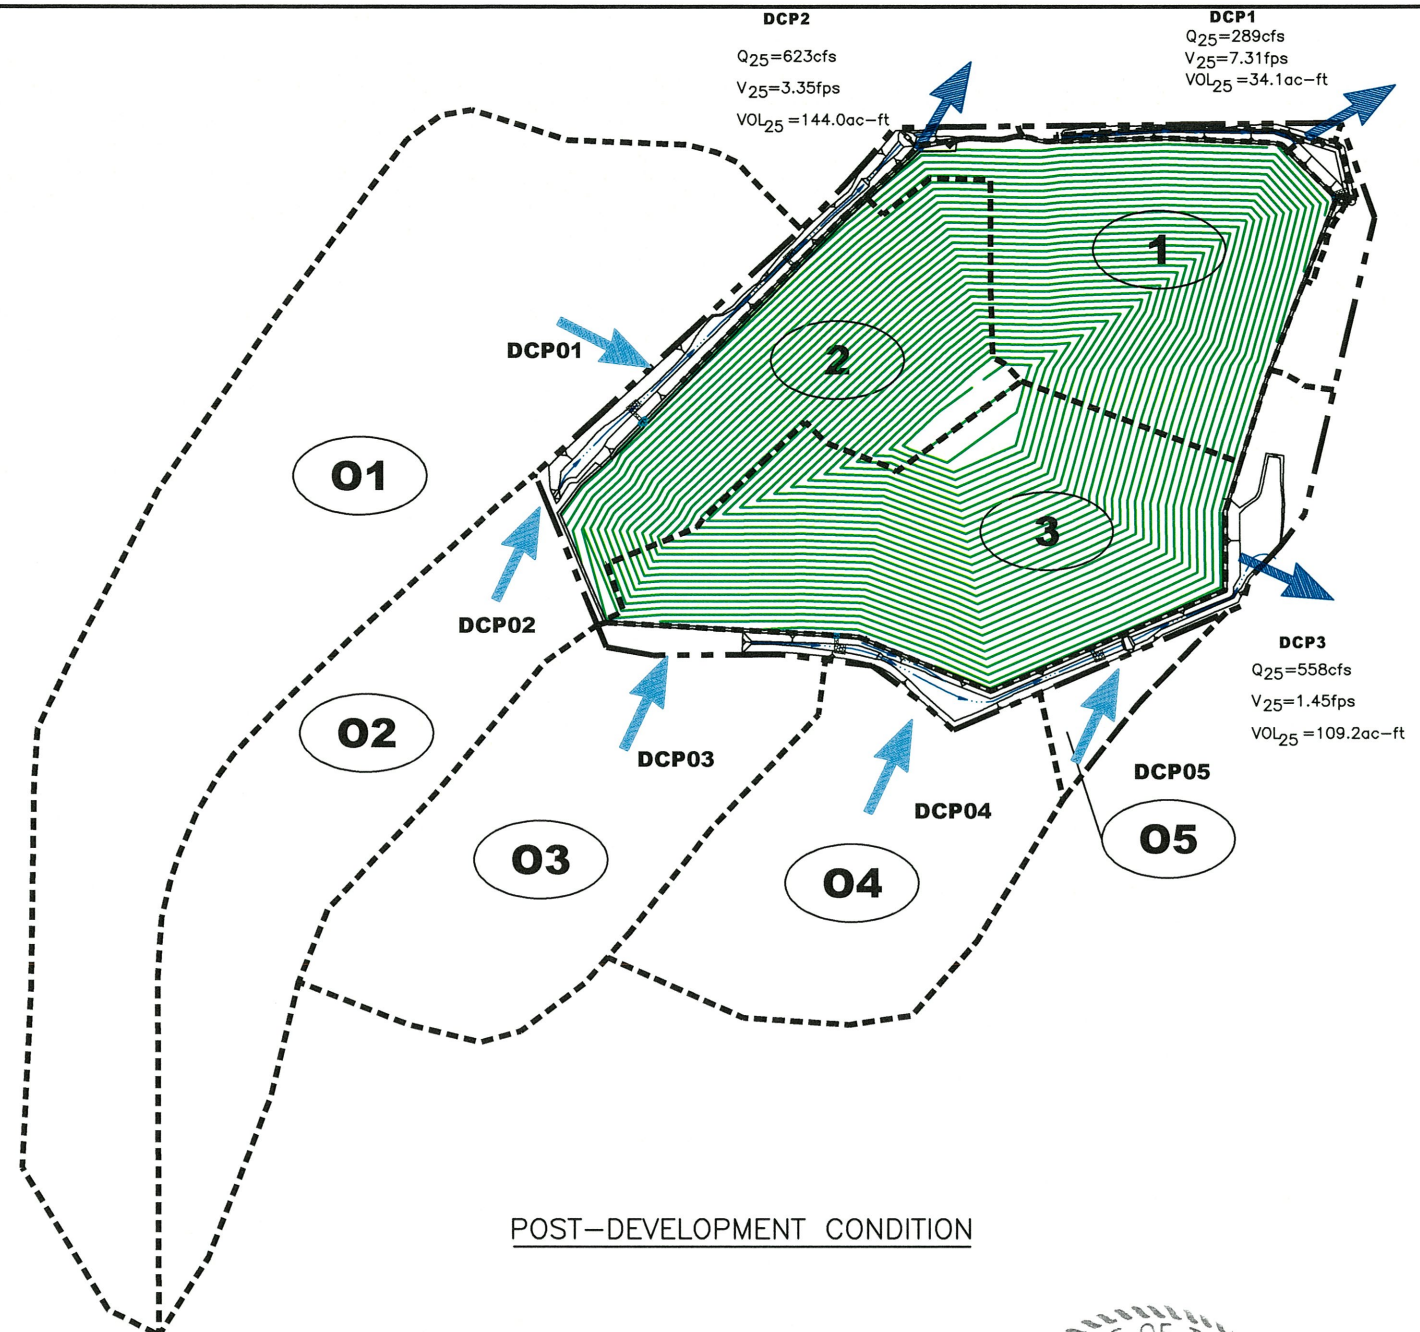 DCP2
Q25=623cfs
V25=3.35fps
VOL25=144.0ac-ft
DCP1
Q25=289cfs
V25=7.31fps
VOL25=34.1ac-ft
1
2
3
DCP01
O1
DCP02
O2
DCP03
O3
DCP04
O4
DCP05
O5
DCP3
Q25=558cfs
V25=1.45fps
VOL25=109.2ac-ft
POST-DEVELOPMENT CONDITION